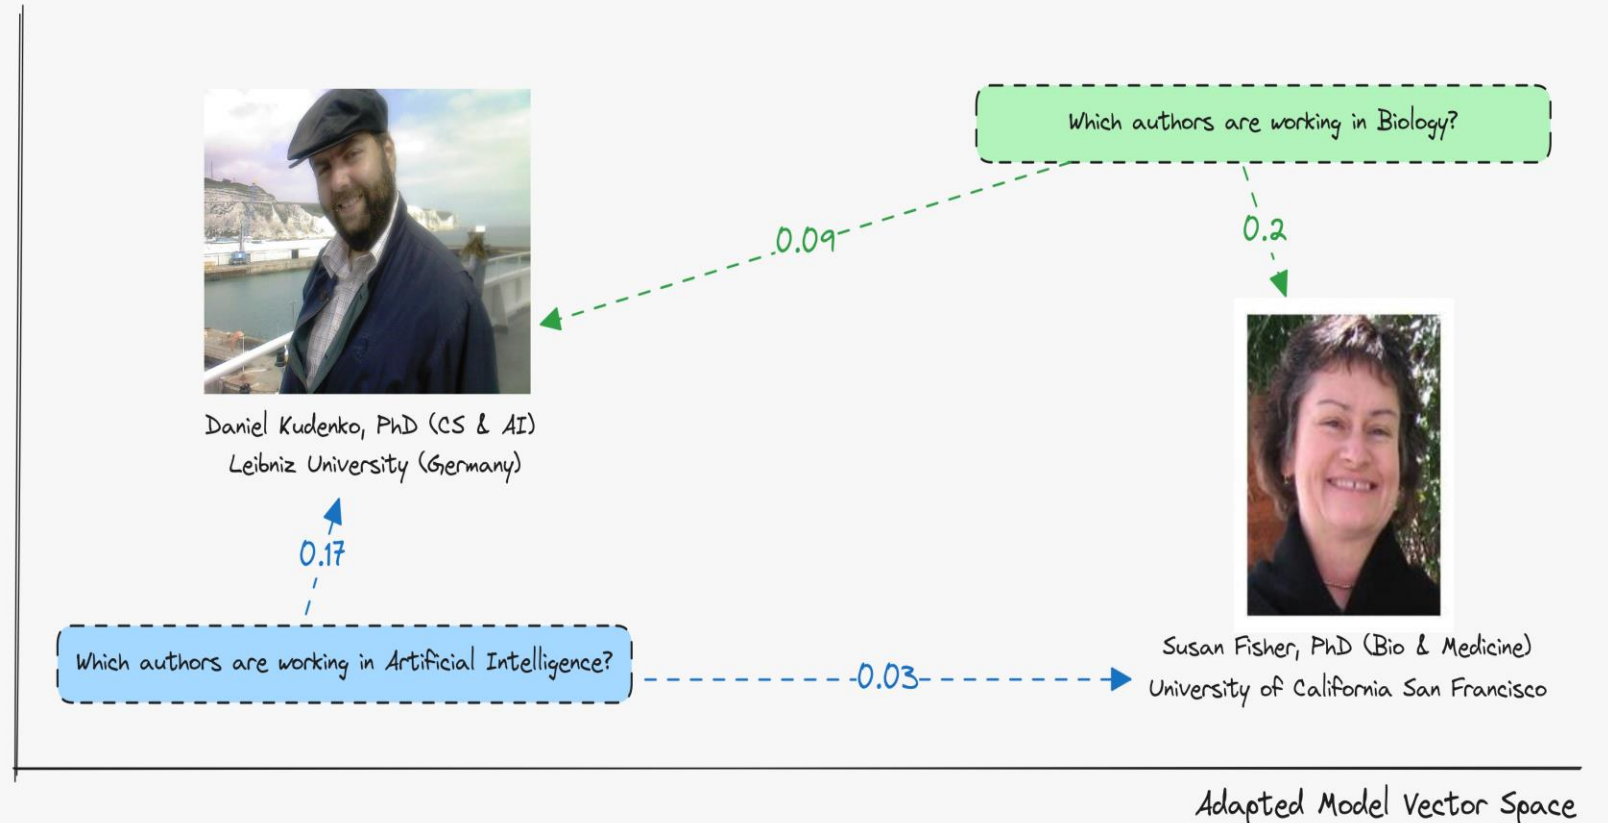 Which authors are working in Biology?
0.09
0.2
Daniel Kudenko, PhD (CS & AI)
Leibniz University (Germany)
0.17
Which authors are working in Artificial Intelligence?
0.03
Susan Fisher, PhD (Bio & Medicine)
University of California San Francisco
Adapted Model Vector Space